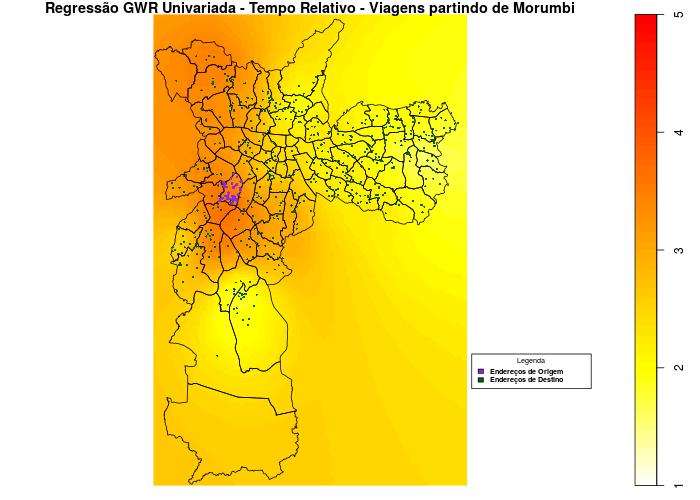 Regressão GWR Univariada - Tempo Relativo - Viagens partindo de Morumbi
5
4
3
2
1
Legenda
Endereços de Origem
Endereços de Destino